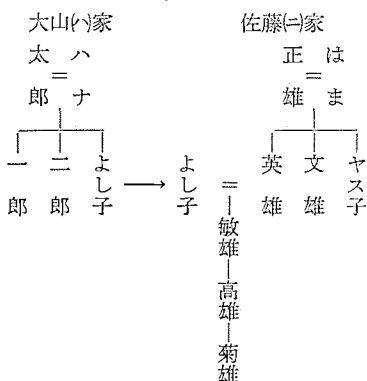 大山(ハ)家
佐藤(ニ)家
太郎 = ハナ
正雄 = はま
一郎
二郎
よし子
よし子
英雄
文雄
ヤス子
敏雄
高雄
菊雄